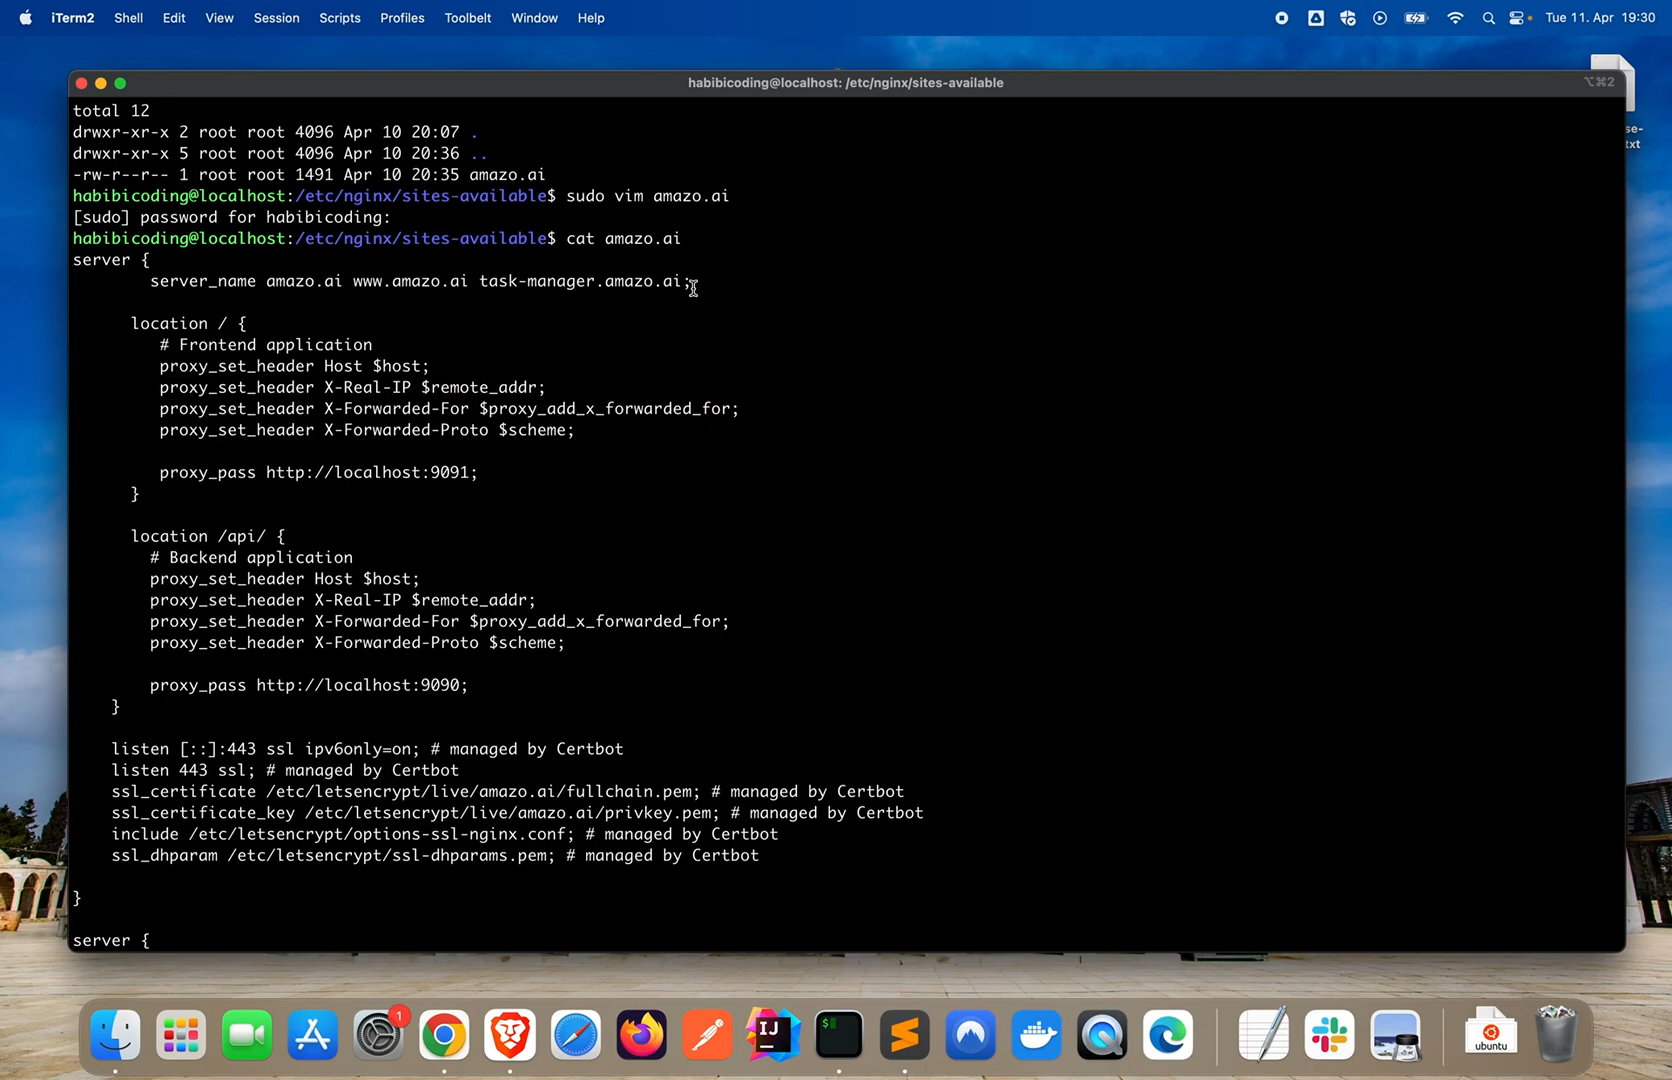 iTerm2 Shell Edit View Session Scripts Profiles Toolbelt Window Help Tue 11. Apr 19:30
habibicoding@localhost: /etc/nginx/sites-available ⌥⌘2
total 12
drwxr-xr-x 2 root root 4096 Apr 10 20:07 .
drwxr-xr-x 5 root root 4096 Apr 10 20:36 ..
-rw-r--r-- 1 root root 1491 Apr 10 20:35 amazo.ai
habibicoding@localhost:/etc/nginx/sites-available$ sudo vim amazo.ai
[sudo] password for habibicoding:
habibicoding@localhost:/etc/nginx/sites-available$ cat amazo.ai
server {
server_name amazo.ai www.amazo.ai task-manager.amazo.ai;
location / {
# Frontend application
proxy_set_header Host $host;
proxy_set_header X-Real-IP $remote_addr;
proxy_set_header X-Forwarded-For $proxy_add_x_forwarded_for;
proxy_set_header X-Forwarded-Proto $scheme;
proxy_pass http://localhost:9091;
}
location /api/ {
# Backend application
proxy_set_header Host $host;
proxy_set_header X-Real-IP $remote_addr;
proxy_set_header X-Forwarded-For $proxy_add_x_forwarded_for;
proxy_set_header X-Forwarded-Proto $scheme;
proxy_pass http://localhost:9090;
}
listen [::]:443 ssl ipv6only=on; # managed by Certbot
listen 443 ssl; # managed by Certbot
ssl_certificate /etc/letsencrypt/live/amazo.ai/fullchain.pem; # managed by Certbot
ssl_certificate_key /etc/letsencrypt/live/amazo.ai/privkey.pem; # managed by Certbot
include /etc/letsencrypt/options-ssl-nginx.conf; # managed by Certbot
ssl_dhparam /etc/letsencrypt/ssl-dhparams.pem; # managed by Certbot
}
server {
se-
txt
1
IJ
$
ubuntu